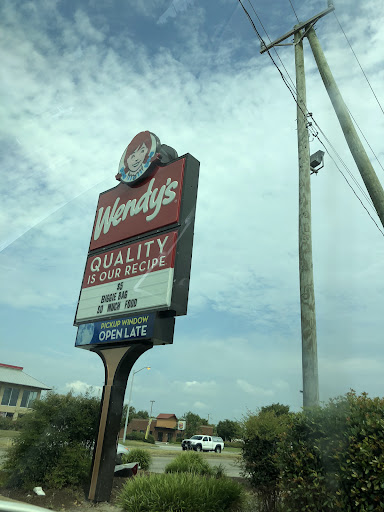 Wendy's
QUALITY
IS OUR RECIPE
$5
BIGGIE BAG
SO MUCH FOOD
PICKUP WINDOW
OPEN LATE